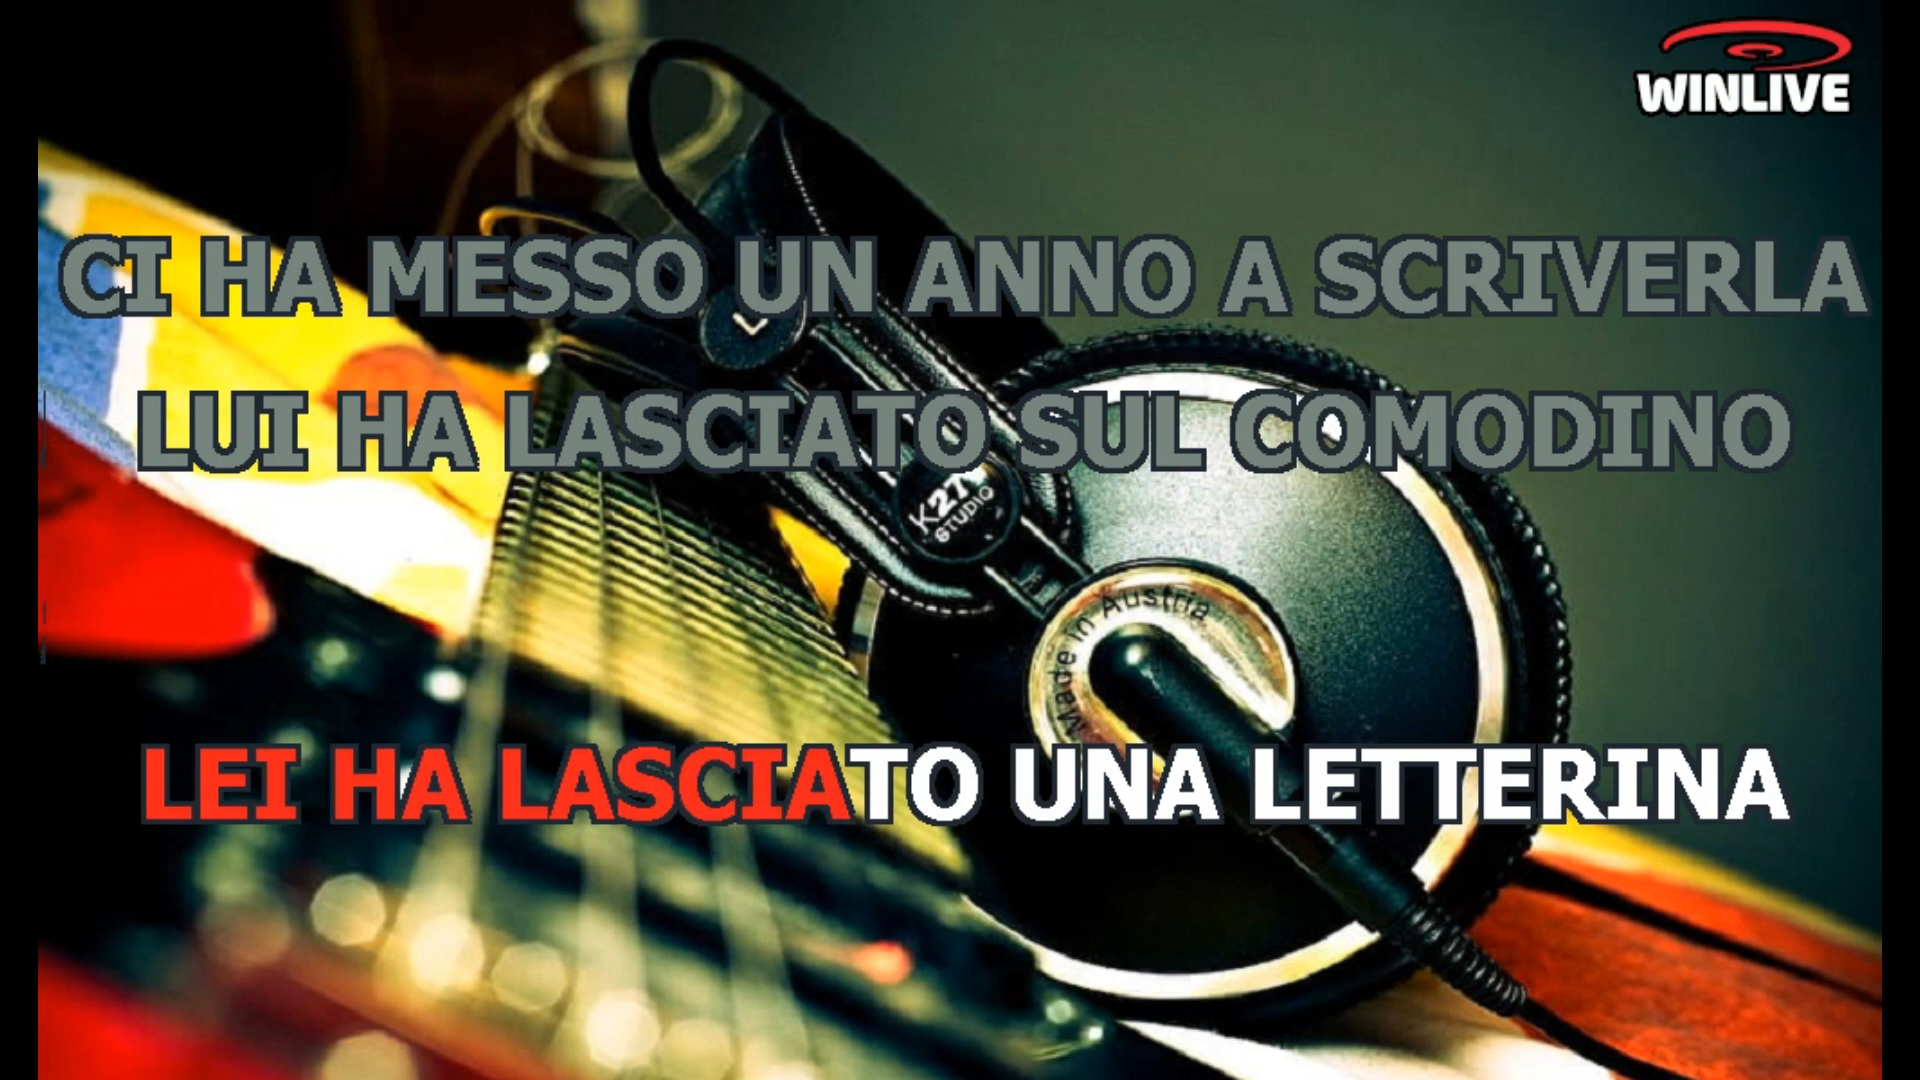 WINLIVE
CI HA MESSO UN ANNO A SCRIVERLA
LUI HA LASCIATO SUL COMODINO
STUDIO
Made in Austria
LEI HA LASCIATO UNA LETTERINA